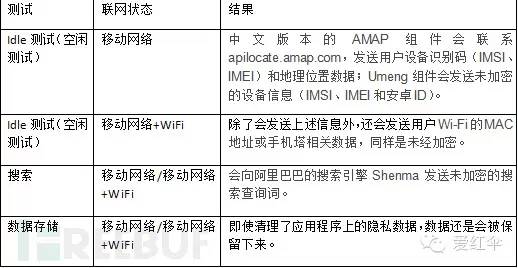 测试 联网状态 结果
Idle 测试(空闲 移动网络 中文版本的 AMAP 组件会联系
测试) apilocate.amap.com，发送用户设备识别码（IMSI、
IMEI）和地理位置数据；Umeng 组件会发送未加密
的设备信息（IMSI、IMEI 和安卓 ID）。
Idle 测试(空闲 移动网络+WiFi 除了会发送上述信息外，还会发送用户Wi-Fi的MAC
测试) 地址或手机塔相关数据，同样是未经加密。
搜索 移动网络/移动网络 会向阿里巴巴的搜索引擎 Shenma 发送未加密的搜
+WiFi 索查询词。
数据存储 移动网络/移动网络 即使清理了应用程序上的隐私数据，数据还是会被保
+WiFi 留下来。
FREEBUF
爱红伞